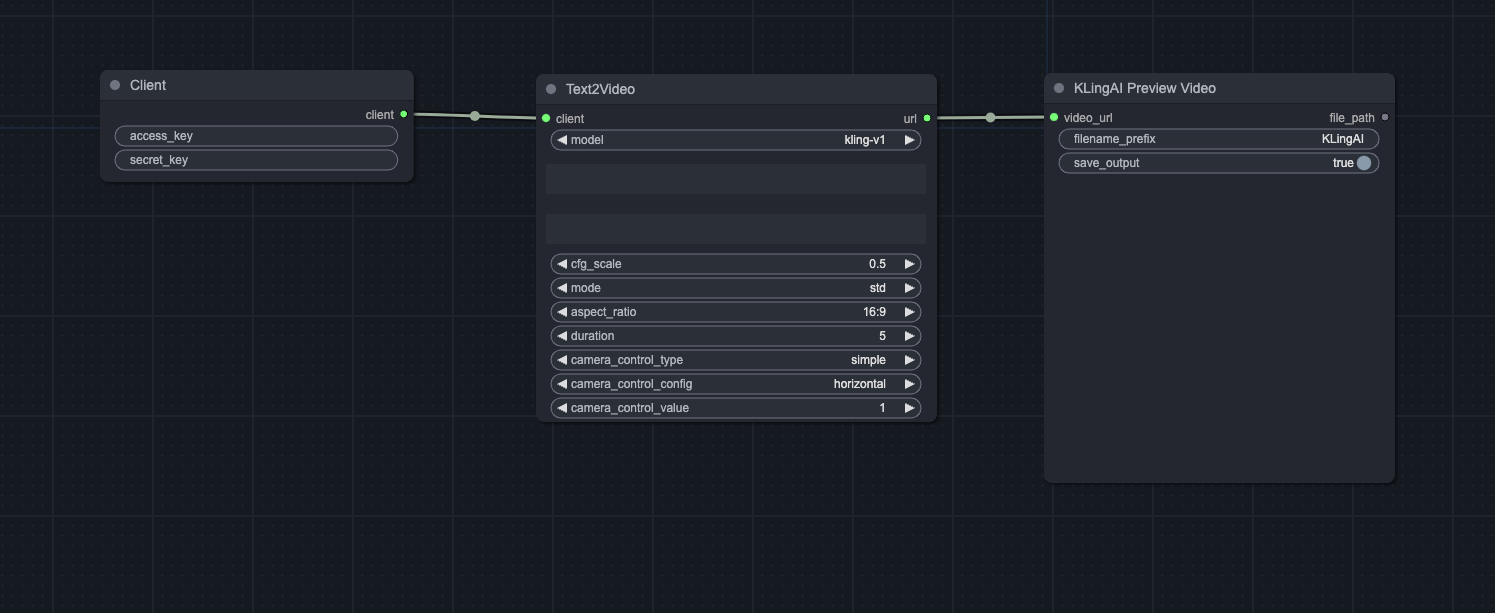 Client
client
access_key
secret_key
Text2Video
client url
model kling-v1
cfg_scale 0.5
mode std
aspect_ratio 16:9
duration 5
camera_control_type simple
camera_control_config horizontal
camera_control_value 1
KLingAI Preview Video
video_url file_path
filename_prefix KLingAI
save_output true